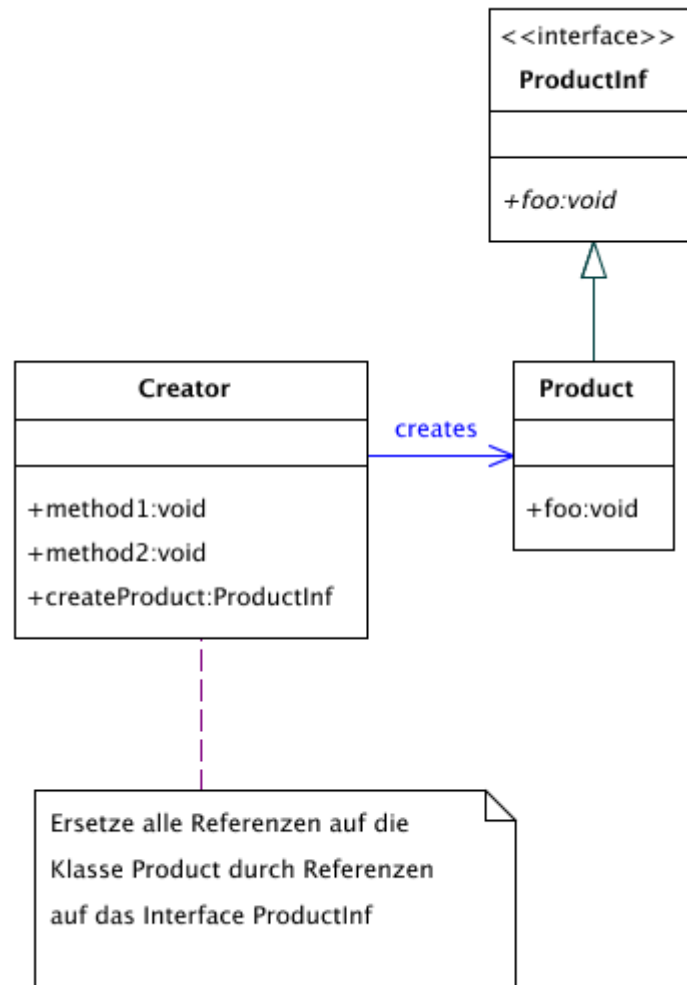 <<interface>>
ProductInf
+foo:void
Creator
+method1:void
+method2:void
+createProduct:ProductInf
creates
Product
+foo:void
Ersetze alle Referenzen auf die
Klasse Product durch Referenzen
auf das Interface ProductInf